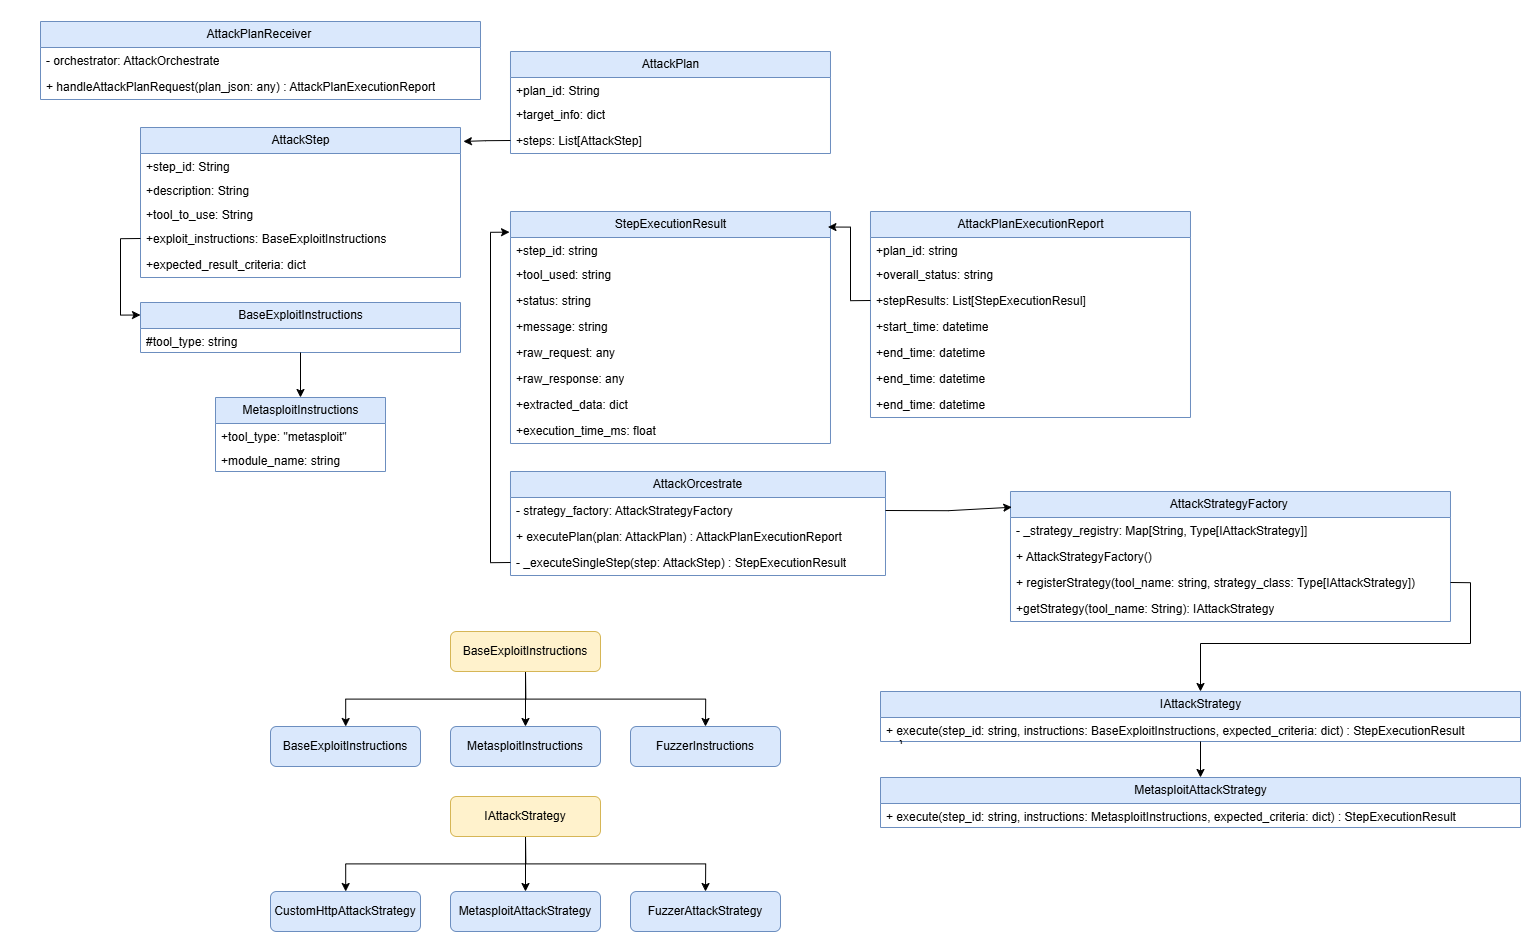 AttackPlanReceiver
- orchestrator: AttackOrchestrate
+ handleAttackPlanRequest(plan_json: any) : AttackPlanExecutionReport
AttackPlan
+plan_id: String
+target_info: dict
+steps: List[AttackStep]
AttackStep
+step_id: String
+description: String
+tool_to_use: String
+exploit_instructions: BaseExploitInstructions
+expected_result_criteria: dict
BaseExploitInstructions
#tool_type: string
MetasploitInstructions
+tool_type: "metasploit"
+module_name: string
StepExecutionResult
+step_id: string
+tool_used: string
+status: string
+message: string
+raw_request: any
+raw_response: any
+extracted_data: dict
+execution_time_ms: float
AttackPlanExecutionReport
+plan_id: string
+overall_status: string
+stepResults: List[StepExecutionResul]
+start_time: datetime
+end_time: datetime
+end_time: datetime
+end_time: datetime
AttackOrcestrate
- strategy_factory: AttackStrategyFactory
+ executePlan(plan: AttackPlan) : AttackPlanExecutionReport
- _executeSingleStep(step: AttackStep) : StepExecutionResult
AttackStrategyFactory
- _strategy_registry: Map[String, Type[IAttackStrategy]]
+ AttackStrategyFactory()
+ registerStrategy(tool_name: string, strategy_class: Type[IAttackStrategy])
+getStrategy(tool_name: String): IAttackStrategy
IAttackStrategy
+ execute(step_id: string, instructions: BaseExploitInstructions, expected_criteria: dict) : StepExecutionResult
MetasploitAttackStrategy
+ execute(step_id: string, instructions: MetasploitInstructions, expected_criteria: dict) : StepExecutionResult
BaseExploitInstructions
BaseExploitInstructions
MetasploitInstructions
FuzzerInstructions
IAttackStrategy
CustomHttpAttackStrategy
MetasploitAttackStrategy
FuzzerAttackStrategy